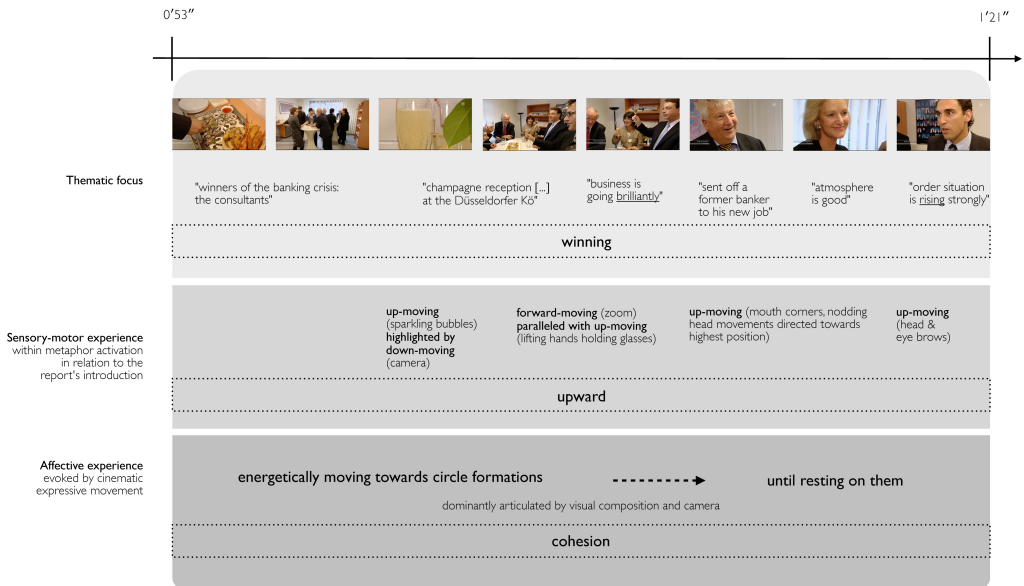 0′53″
1′21″
Thematic focus
"winners of the banking crisis:
the consultants"
"champagne reception [...]
at the Düsseldorfer Kö"
"business is
going brilliantly"
"sent off a
former banker
to his new job"
"atmosphere
is good"
"order situation
is rising strongly"
winning
Sensory-motor experience
within metaphor activation
in relation to the
report's introduction
up-moving
(sparkling bubbles)
highlighted by
down-moving
(camera)
forward-moving (zoom)
paralleled with up-moving
(lifting hands holding glasses)
up-moving (mouth corners, nodding
head movements directed towards
highest position)
up-moving
(head &
eye brows)
upward
Affective experience
evoked by cinematic
expressive movement
energetically moving towards circle formations
until resting on them
dominantly articulated by visual composition and camera
cohesion